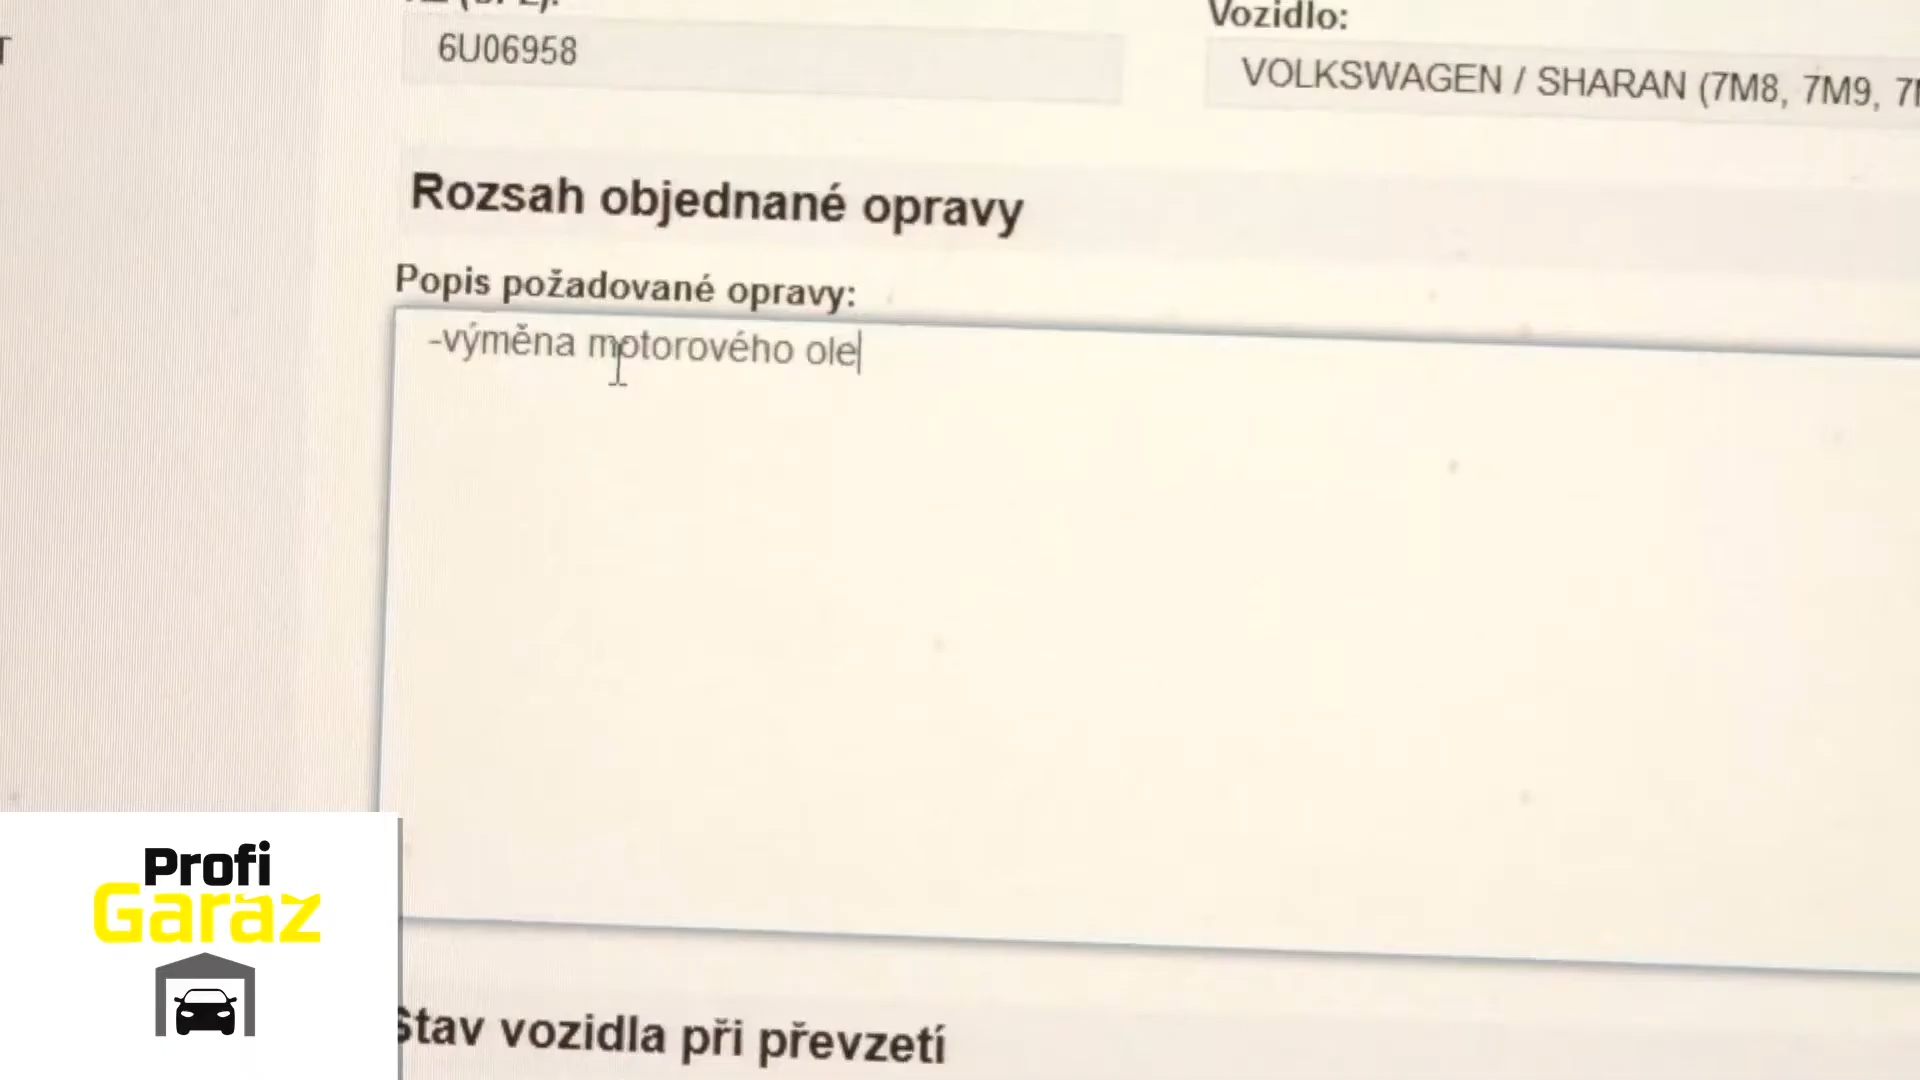 Vozidlo:
6U06958
VOLKSWAGEN / SHARAN (7M8, 7M9,
Rozsah objednané opravy
Popis požadované opravy:
-výměna motorového ole
Profi
Garaz
Stav vozidla při převzetí